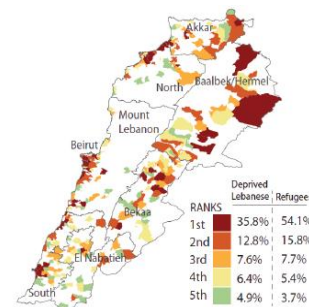 Akkar
North
Baalbek/Hermel
Mount
Lebanon
Beirut
Bekaa
El Nabatieh
South
Deprived
Lebanese Refugee
RANKS
1st 35.8% 54.1%
2nd 12.8% 15.8%
3rd 7.6% 7.7%
4th 6.4% 5.4%
5th 4.9% 3.7%